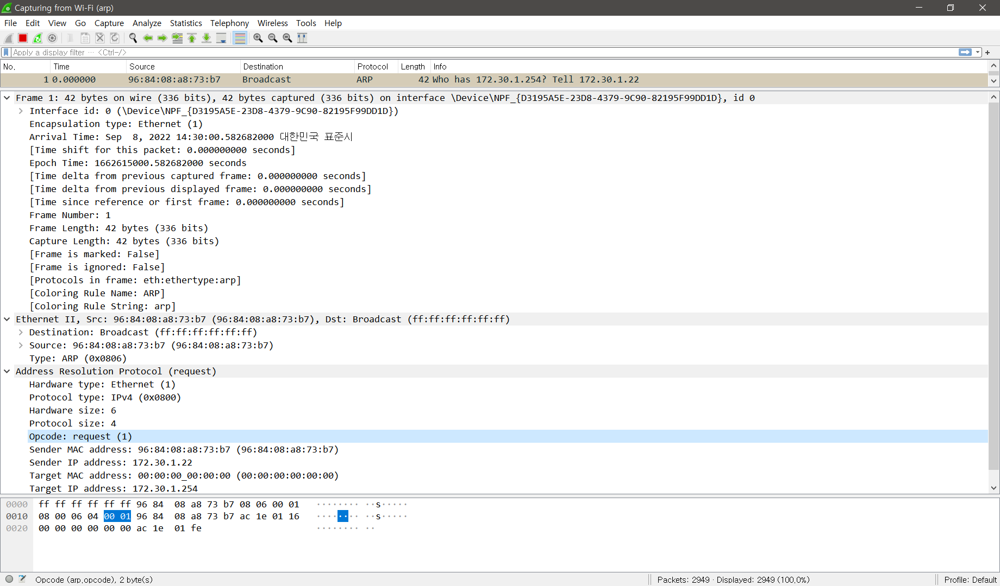 Capturing from Wi-Fi (arp)
File Edit View Go Capture Analyze Statistics Telephony Wireless Tools Help
Apply a display filter ··· <Ctrl-/>
No. Time Source Destination Protocol Length Info
1 0.000000 96:84:08:a8:73:b7 Broadcast ARP 42 Who has 172.30.1.254? Tell 172.30.1.22
Frame 1: 42 bytes on wire (336 bits), 42 bytes captured (336 bits) on interface \Device\NPF_{D3195A5E-23D8-4379-9C90-82195F99DD1D}, id 0
Interface id: 0 (\Device\NPF_{D3195A5E-23D8-4379-9C90-82195F99DD1D})
Encapsulation type: Ethernet (1)
Arrival Time: Sep  8, 2022 14:30:00.582682000 대한민국 표준시
[Time shift for this packet: 0.000000000 seconds]
Epoch Time: 1662615000.582682000 seconds
[Time delta from previous captured frame: 0.000000000 seconds]
[Time delta from previous displayed frame: 0.000000000 seconds]
[Time since reference or first frame: 0.000000000 seconds]
Frame Number: 1
Frame Length: 42 bytes (336 bits)
Capture Length: 42 bytes (336 bits)
[Frame is marked: False]
[Frame is ignored: False]
[Protocols in frame: eth:ethertype:arp]
[Coloring Rule Name: ARP]
[Coloring Rule String: arp]
Ethernet II, Src: 96:84:08:a8:73:b7 (96:84:08:a8:73:b7), Dst: Broadcast (ff:ff:ff:ff:ff:ff)
Destination: Broadcast (ff:ff:ff:ff:ff:ff)
Source: 96:84:08:a8:73:b7 (96:84:08:a8:73:b7)
Type: ARP (0x0806)
Address Resolution Protocol (request)
Hardware type: Ethernet (1)
Protocol type: IPv4 (0x0800)
Hardware size: 6
Protocol size: 4
Opcode: request (1)
Sender MAC address: 96:84:08:a8:73:b7 (96:84:08:a8:73:b7)
Sender IP address: 172.30.1.22
Target MAC address: 00:00:00_00:00:00 (00:00:00:00:00:00)
Target IP address: 172.30.1.254
0000 ff ff ff ff ff ff 96 84 08 a8 73 b7 08 06 00 01 ········ ··s·····
0010 08 00 06 04 00 01 96 84 08 a8 73 b7 ac 1e 01 16 ········ ··s·····
0020 00 00 00 00 00 00 ac 1e 01 fe ········ ··
Opcode (arp.opcode), 2 byte(s) Packets: 2949 · Displayed: 2949 (100.0%) Profile: Default